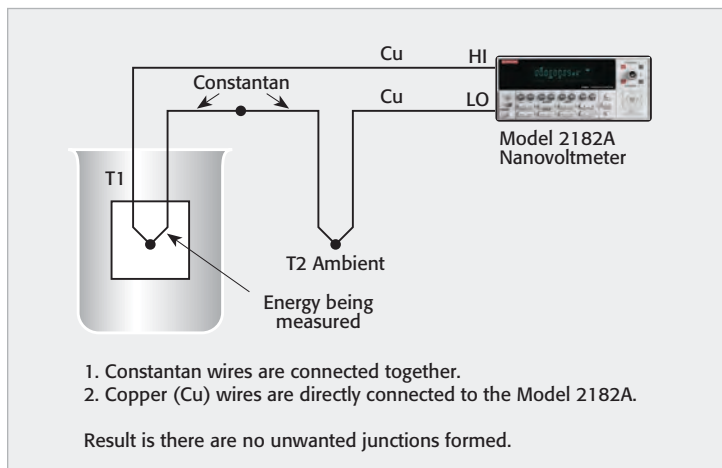 Cu
HI
Constantan
Cu
LO
Model 2182A
Nanovoltmeter
T1
T2 Ambient
Energy being
measured
1. Constantan wires are connected together.
2. Copper (Cu) wires are directly connected to the Model 2182A.
Result is there are no unwanted junctions formed.